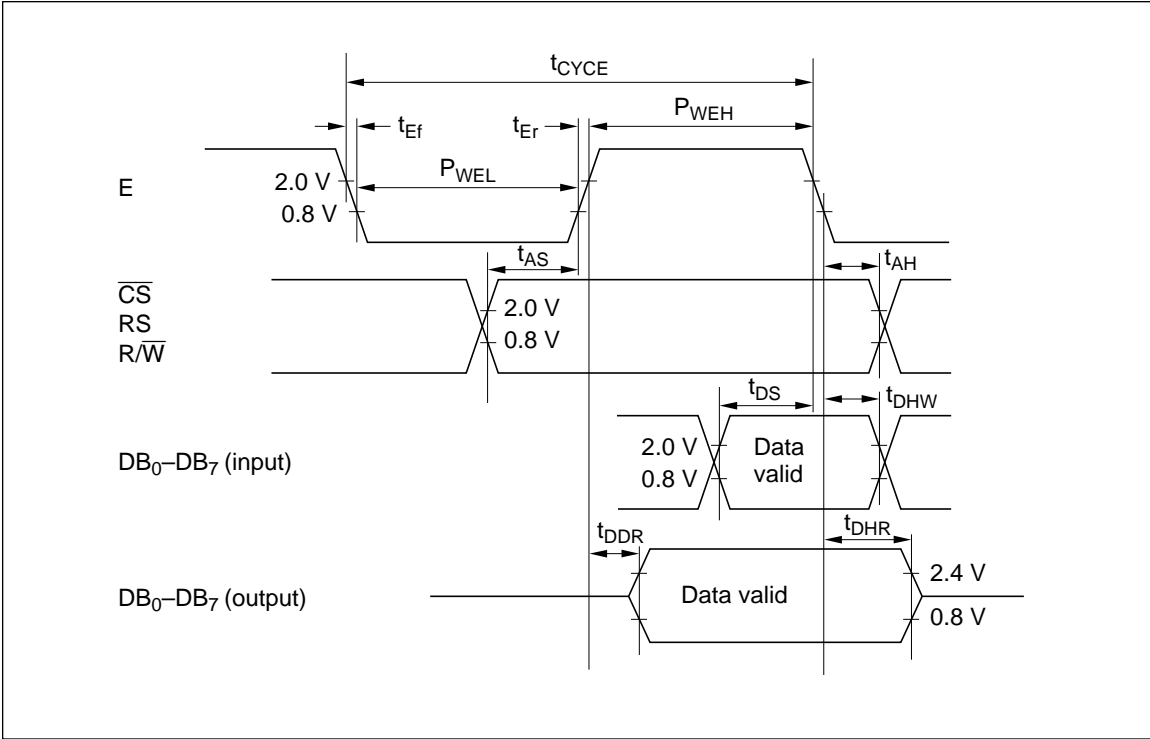 tCYCE
tEf
tEr
PWEH
E
2.0 V
PWEL
0.8 V
tAS
tAH
C̅S̅
RS
R/W̅
2.0 V
0.8 V
tDS
tDHW
DB0–DB7 (input)
2.0 V
0.8 V
Data
valid
tDDR
tDHR
DB0–DB7 (output)
Data valid
2.4 V
0.8 V